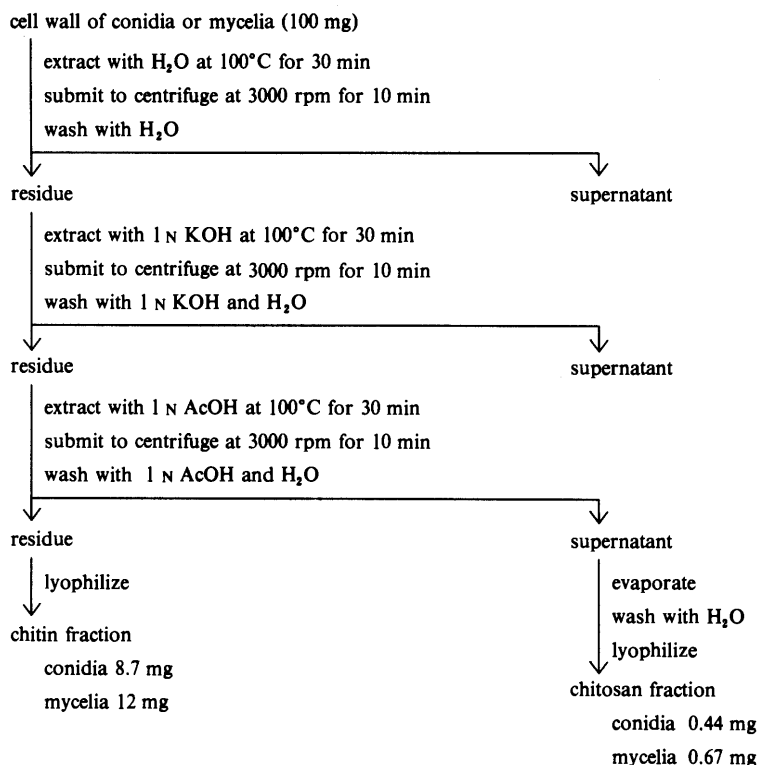 cell wall of conidia or mycelia (100 mg)
extract with H₂O at 100°C for 30 min
submit to centrifuge at 3000 rpm for 10 min
wash with H₂O
residue
supernatant
extract with 1 N KOH at 100°C for 30 min
submit to centrifuge at 3000 rpm for 10 min
wash with 1 N KOH and H₂O
residue
supernatant
extract with 1 N AcOH at 100°C for 30 min
submit to centrifuge at 3000 rpm for 10 min
wash with 1 N AcOH and H₂O
residue
supernatant
lyophilize
chitin fraction
conidia 8.7 mg
mycelia 12 mg
evaporate
wash with H₂O
lyophilize
chitosan fraction
conidia 0.44 mg
mycelia 0.67 mg